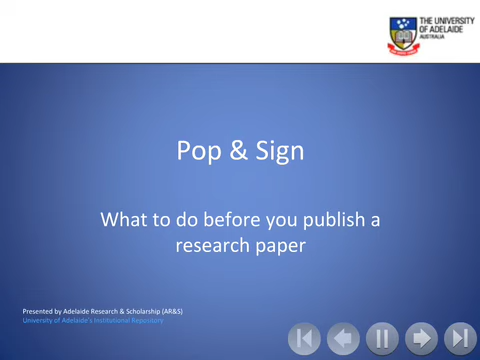 THE UNIVERSITY
OF ADELAIDE
AUSTRALIA
Pop & Sign
What to do before you publish a
research paper
Presented by Adelaide Research & Scholarship (AR&S)
University of Adelaide's Institutional Repository